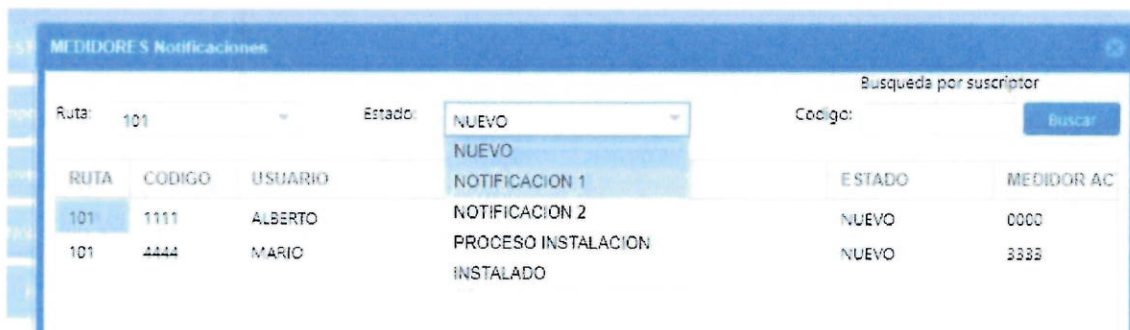 MEDIDORES Notificaciones
Busqueda por suscriptor
Ruta: 101 Estado: NUEVO Codigo: Buscar
NUEVO
RUTA CODIGO USUARIO NOTIFICACION 1 ESTADO MEDIDOR AC
101 1111 ALBERTO NOTIFICACION 2 NUEVO 0000
PROCESO INSTALACION
101 4444 MARIO NUEVO 3333
INSTALADO